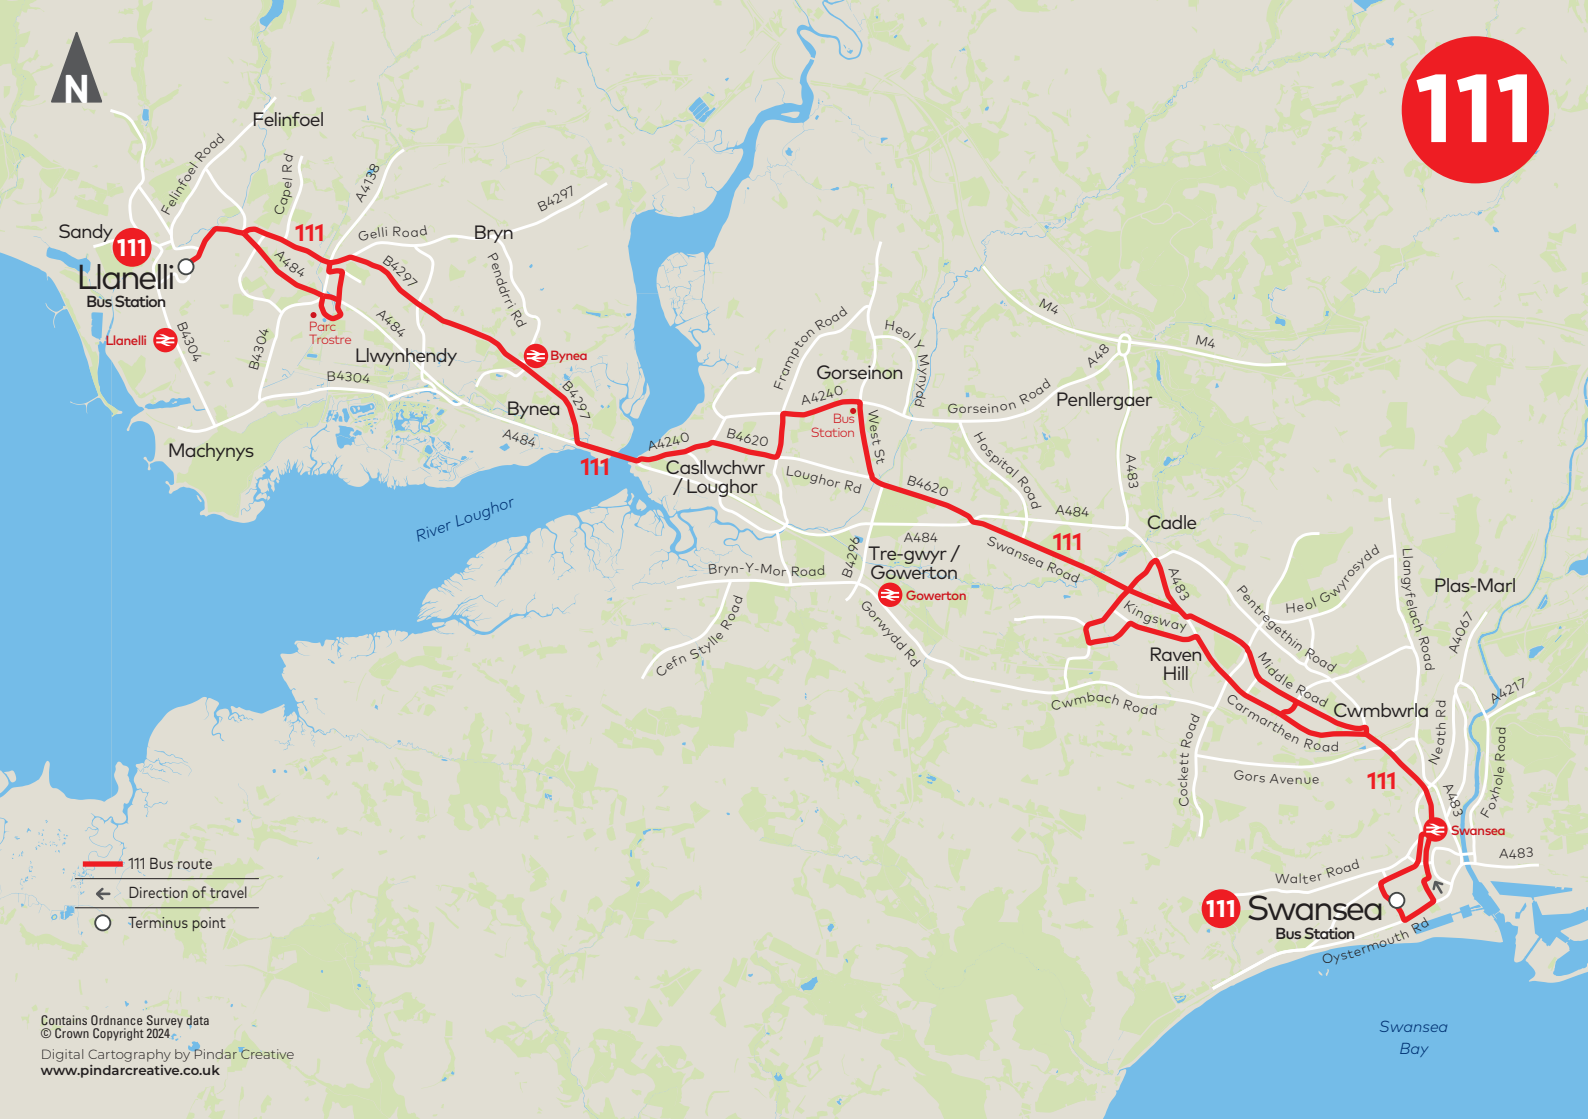 N
111
Felinfoel
Felinfoel Road
Capel Rd
A4138
B4297
Sandy
111
Llanelli
Bus Station
111
Gelli Road
Bryn
A484
B4297
Penddrri Rd
Parc
Trostre
Llanelli
B4304
B4304
A484
Llwynhendy
Bynea
B4304
B4297
Bynea
A484
Machynys
111
River Loughor
A4240
B4620
Casllwchwr
/ Loughor
Frampton Road
Heol Y Mynydd
Gorseinon
A4240
Bus
Station
West St
Loughor Rd
B4620
M4
M4
A48
Gorseinon Road
Penllergaer
Hospital Road
A483
A484
Cadle
A484
111
Swansea Road
Tre-gwyr /
Gowerton
B4296
Gowerton
Bryn-Y-Mor Road
Cefn Stylle Road
Gorwydd Rd
A483
Kingsway
Raven
Hill
Pentregethin Road
Heol Gwyrosydd
Llangyfelach Road
Plas-Marl
A4067
A4217
Middle Road
Cwmbach Road
Carmarthen Road
Cwmbwrla
Neath Rd
Cockett Road
Gors Avenue
111
A483
Foxhole Road
Swansea
A483
Walter Road
111
Swansea
Bus Station
Oystermouth Rd
Swansea
Bay
111 Bus route
Direction of travel
Terminus point
Contains Ordnance Survey data
© Crown Copyright 2024
Digital Cartography by Pindar Creative
www.pindarcreative.co.uk